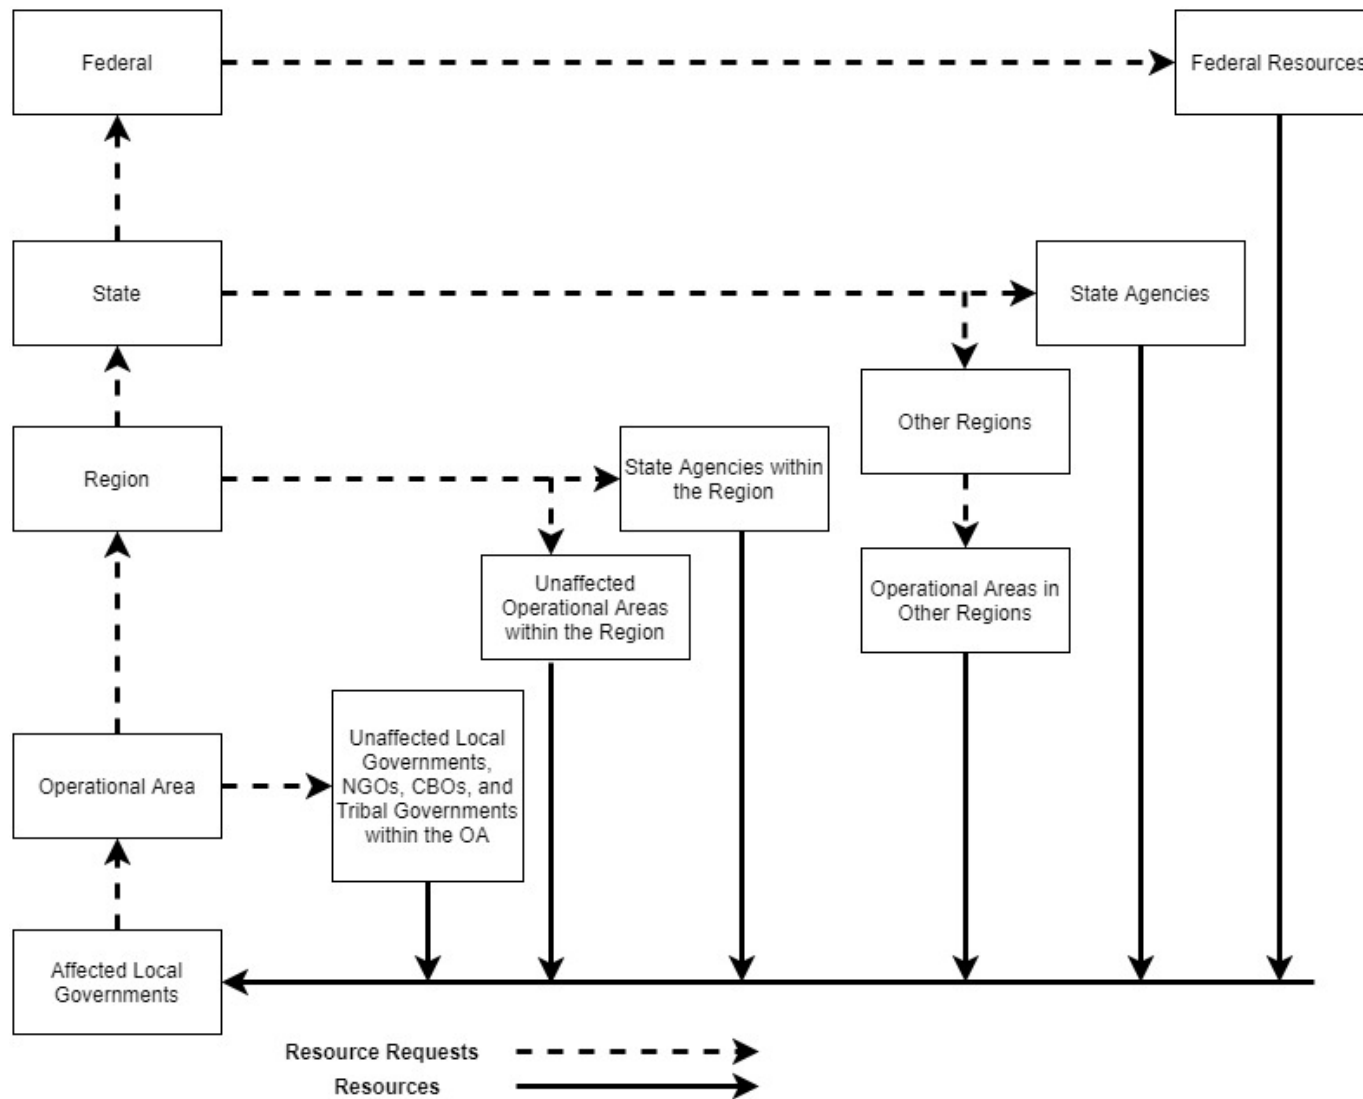 Federal
Federal Resources
State
State Agencies
Other Regions
Region
State Agencies within
the Region
Unaffected
Operational Areas
within the Region
Operational Areas in
Other Regions
Operational Area
Unaffected Local
Governments,
NGOs, CBOs, and
Tribal Governments
within the OA
Affected Local
Governments
Resource Requests
Resources